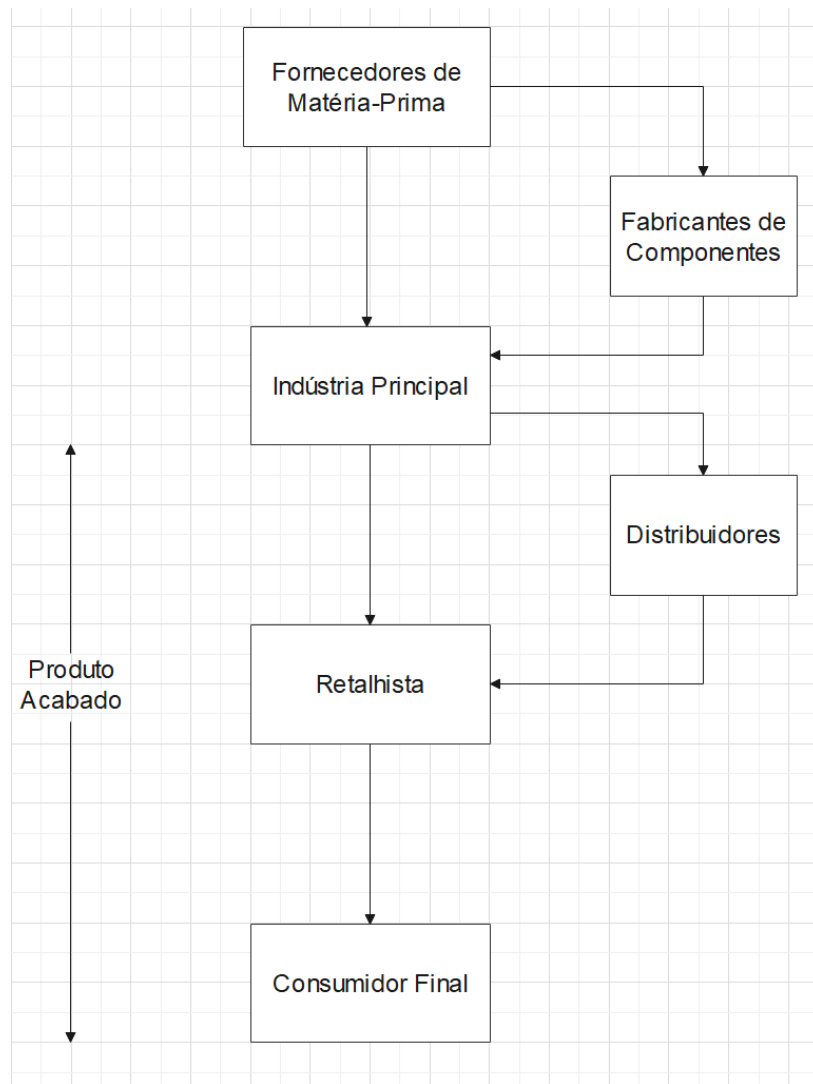 Fornecedores de
Matéria-Prima
Fabricantes de
Componentes
Indústria Principal
Distribuidores
Produto
Acabado
Retalhista
Consumidor Final